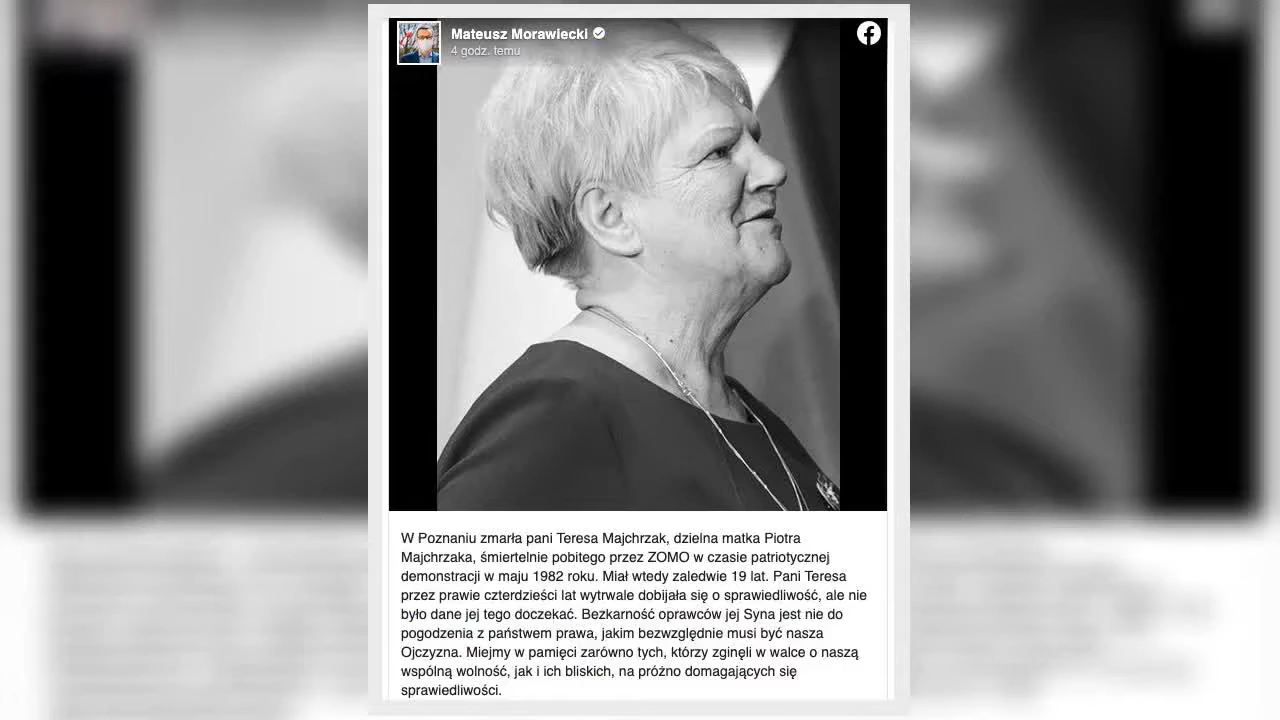 Mateusz Morawiecki
4 godz. temu
W Poznaniu zmarła pani Teresa Majchrzak, dzielna matka Piotra
Majchrzaka, śmiertelnie pobitego przez ZOMO w czasie patriotycznej
demonstracji w maju 1982 roku. Miał wtedy zaledwie 19 lat. Pani Teresa
przez prawie czterdzieści lat wytrwale dobijała się o sprawiedliwość, ale nie
było dane jej tego doczekać. Bezkarność oprawców jej Syna jest nie do
pogodzenia z państwem prawa, jakim bezwzględnie musi być nasza
Ojczyzna. Miejmy w pamięci zarówno tych, którzy zginęli w walce o naszą
wspólną wolność, jak i ich bliskich, na próżno domagających się
sprawiedliwości.